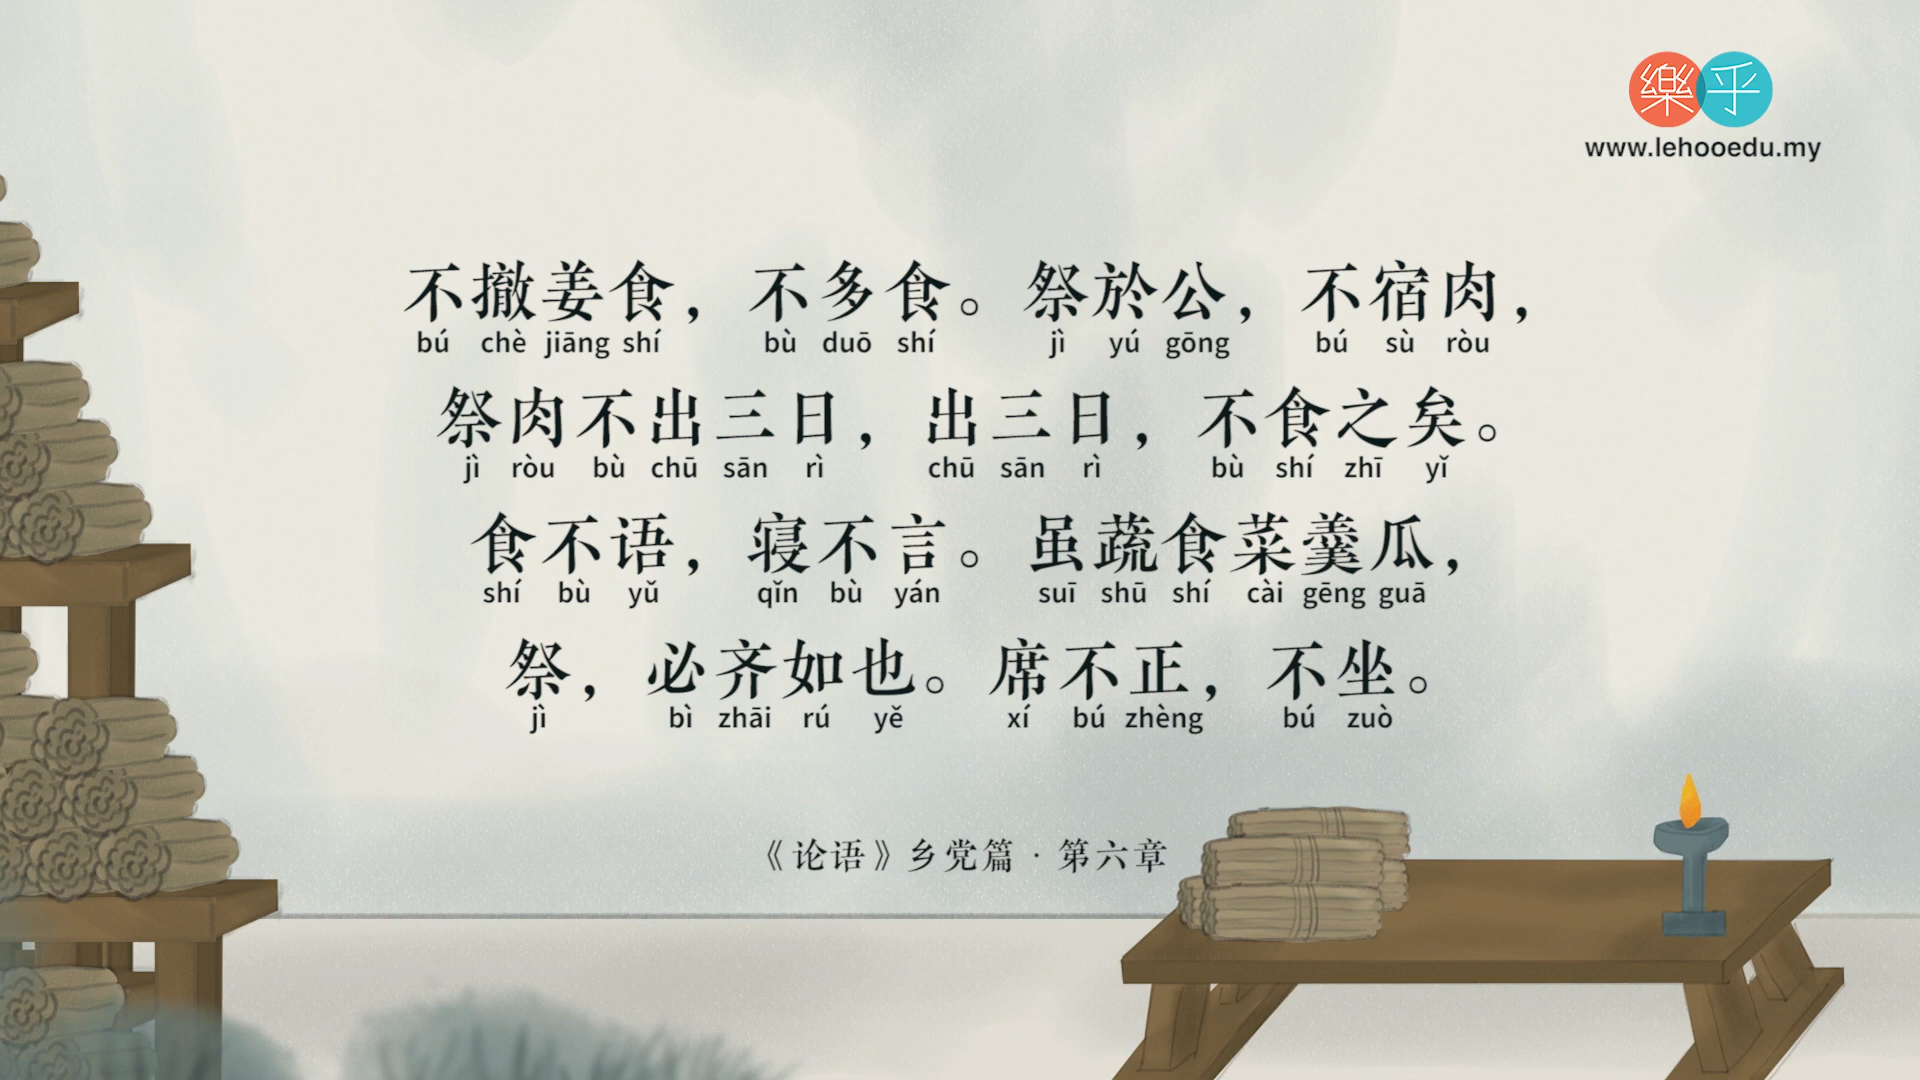 樂乎
www.lehooedu.my
不撤姜食，不多食。祭於公，不宿肉，
bú chè jiāng shí bù duō shí jì yú gōng bú sù ròu
祭肉不出三日，出三日，不食之矣。
jì ròu bù chū sān rì chū sān rì bù shí zhī yǐ
食不语，寝不言。虽蔬食菜羹瓜，
shí bù yǔ qǐn bù yán suī shū shí cài gēng guā
祭，必齐如也。席不正，不坐。
jì bì zhāi rú yě xí bú zhèng bú zuò
《论语》乡党篇·第六章